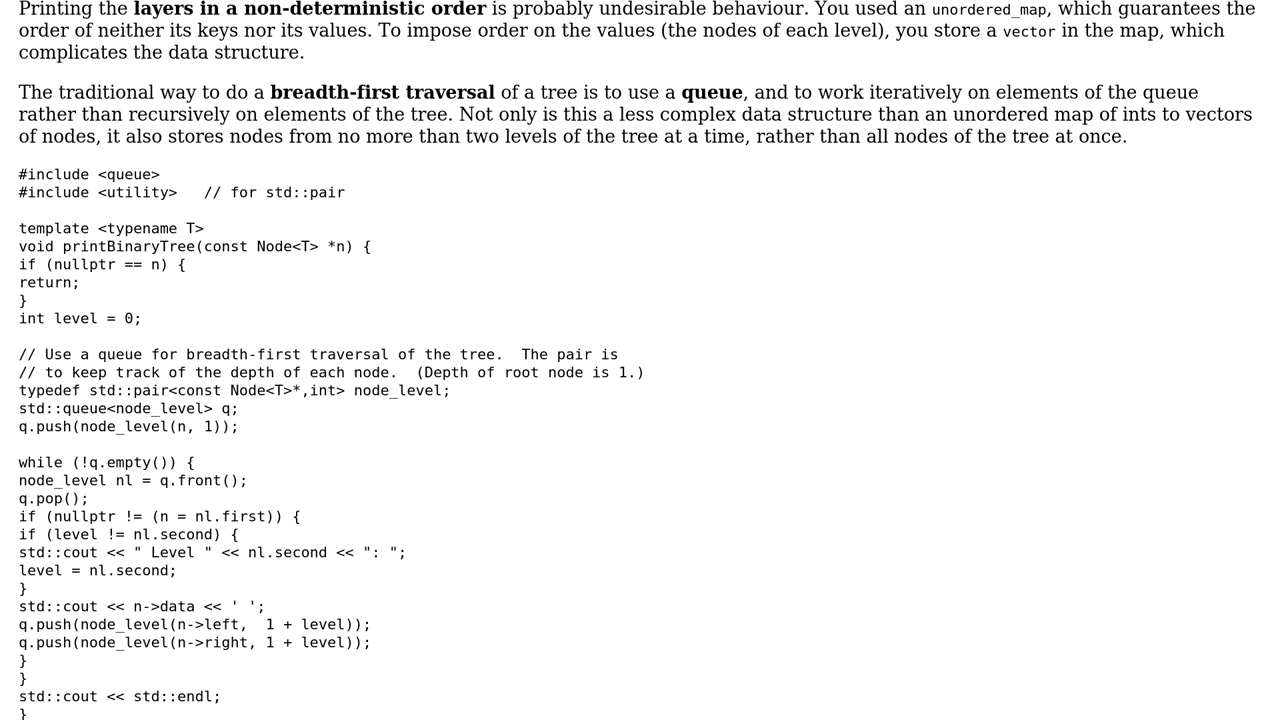 Printing the layers in a non-deterministic order is probably undesirable behaviour. You used an unordered_map, which guarantees the
order of neither its keys nor its values. To impose order on the values (the nodes of each level), you store a vector in the map, which
complicates the data structure.
The traditional way to do a breadth-first traversal of a tree is to use a queue, and to work iteratively on elements of the queue
rather than recursively on elements of the tree. Not only is this a less complex data structure than an unordered map of ints to vectors
of nodes, it also stores nodes from no more than two levels of the tree at a time, rather than all nodes of the tree at once.
#include <queue>
#include <utility>   // for std::pair
template <typename T>
void printBinaryTree(const Node<T> *n) {
if (nullptr == n) {
return;
}
int level = 0;
// Use a queue for breadth-first traversal of the tree.  The pair is
// to keep track of the depth of each node.  (Depth of root node is 1.)
typedef std::pair<const Node<T>*,int> node_level;
std::queue<node_level> q;
q.push(node_level(n, 1));
while (!q.empty()) {
node_level nl = q.front();
q.pop();
if (nullptr != (n = nl.first)) {
if (level != nl.second) {
std::cout << " Level " << nl.second << ": ";
level = nl.second;
}
std::cout << n->data << ' ';
q.push(node_level(n->left,  1 + level));
q.push(node_level(n->right, 1 + level));
}
}
std::cout << std::endl;
}